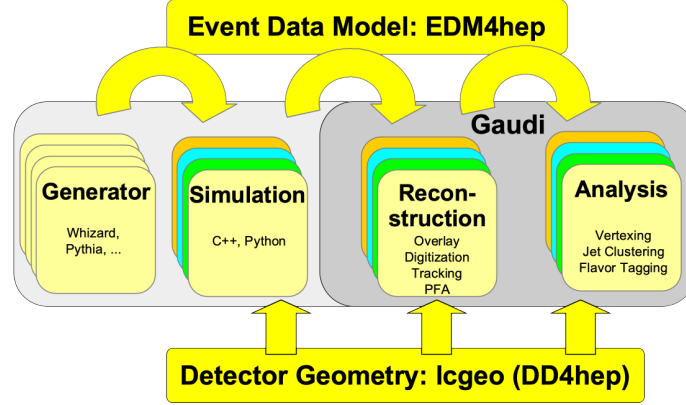 Event Data Model: EDM4hep
Gaudi
Generator
Whizard,
Pythia, ...
Simulation
C++, Python
Recon-
struction
Overlay
Digitization
Tracking
PFA
Analysis
Vertexing
Jet Clustering
Flavor Tagging
Detector Geometry: lcgeo (DD4hep)